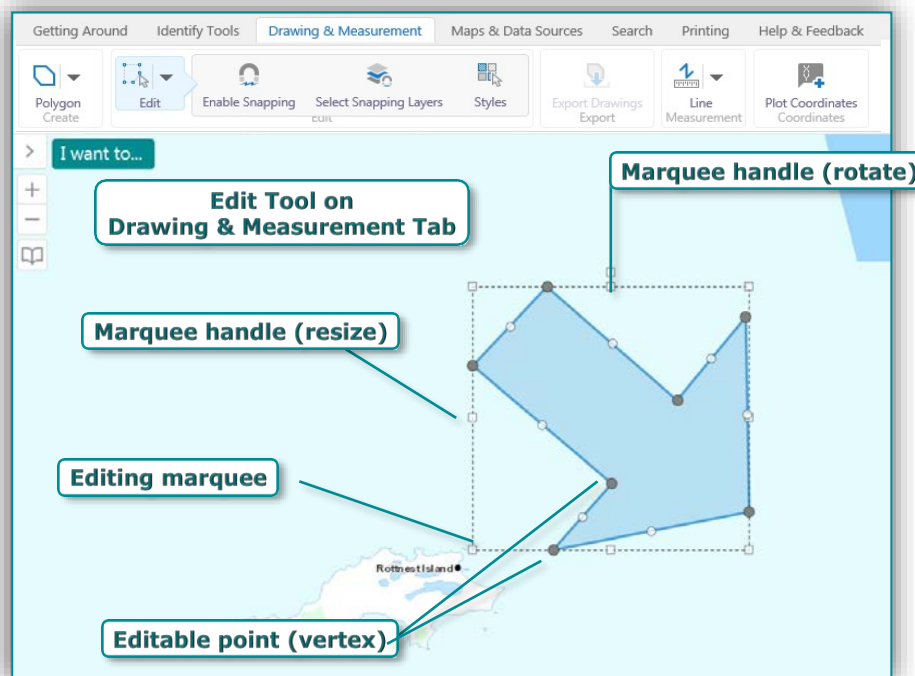 Getting Around Identify Tools Drawing & Measurement Maps & Data Sources Search Printing Help & Feedback
Polygon Edit Enable Snapping Select Snapping Layers Styles Export Drawings Line Plot Coordinates
Create Edit Export Measurement Coordinates
I want to...
Marquee handle (rotate)
Edit Tool on
Drawing & Measurement Tab
Marquee handle (resize)
Editing marquee
Rottnest Island
Editable point (vertex)